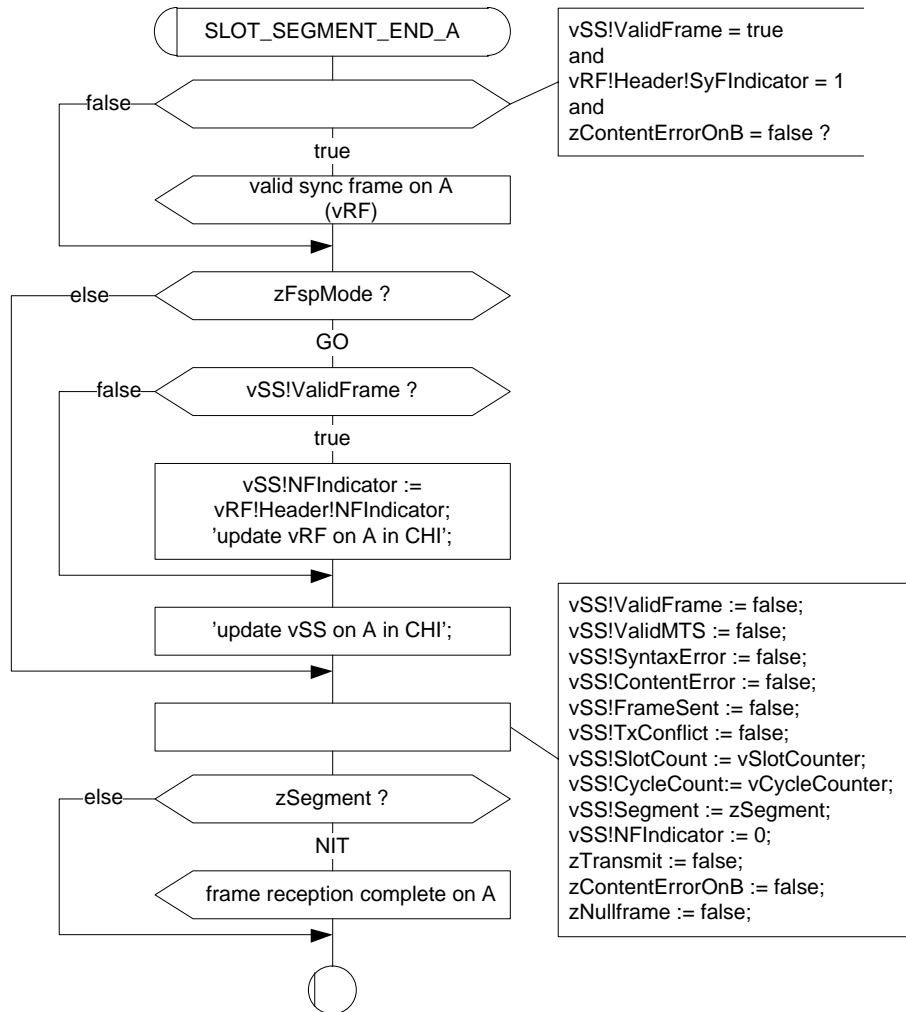 SLOT_SEGMENT_END_A
vSS!ValidFrame = true
and
vRF!Header!SyFIndicator = 1
and
zContentErrorOnB = false ?
false
true
valid sync frame on A
(vRF)
else
zFspMode ?
GO
false
vSS!ValidFrame ?
true
vSS!NFIndicator :=
vRF!Header!NFIndicator;
’update vRF on A in CHI’;
’update vSS on A in CHI’;
vSS!ValidFrame := false;
vSS!ValidMTS := false;
vSS!SyntaxError := false;
vSS!ContentError := false;
vSS!FrameSent := false;
vSS!TxConflict := false;
vSS!SlotCount := vSlotCounter;
vSS!CycleCount:= vCycleCounter;
vSS!Segment := zSegment;
vSS!NFIndicator := 0;
zTransmit := false;
zContentErrorOnB := false;
zNullframe := false;
else
zSegment ?
NIT
frame reception complete on A